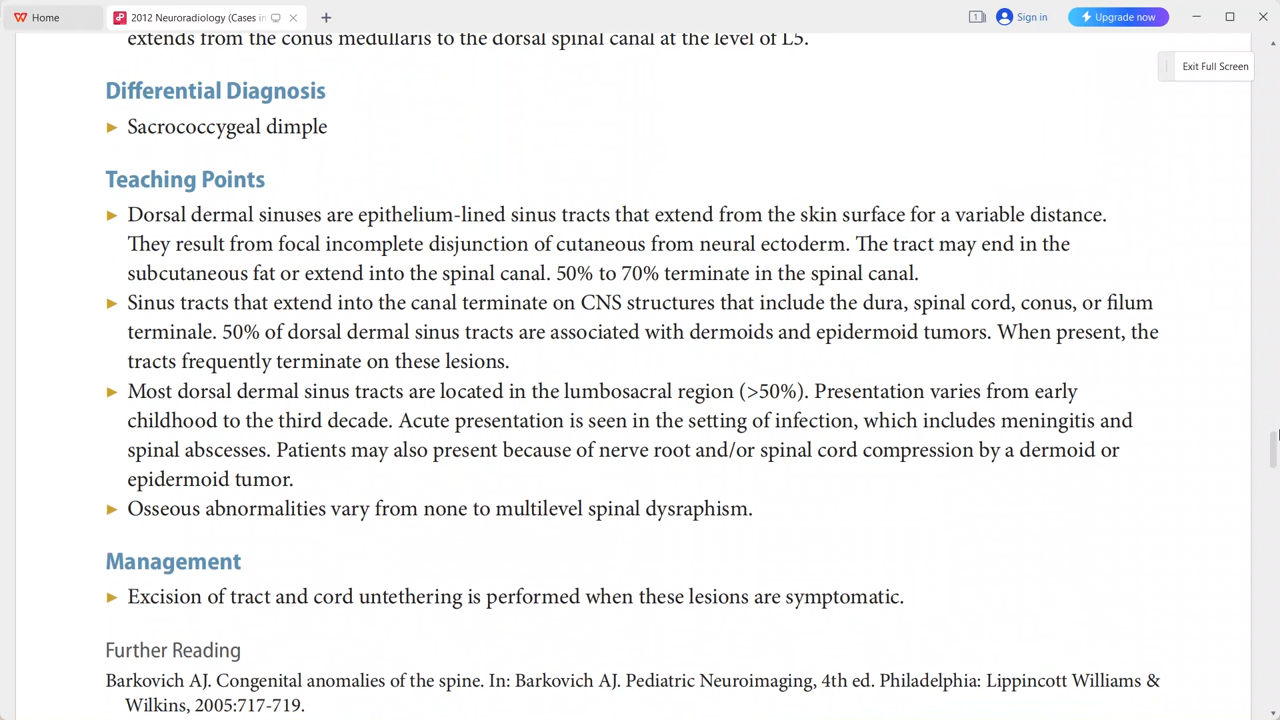 Home
2012 Neuroradiology (Cases in
Sign in
Upgrade now
extends from the conus medullaris to the dorsal spinal canal at the level of L5.
Exit Full Screen
Differential Diagnosis
► Sacrococcygeal dimple
Teaching Points
► Dorsal dermal sinuses are epithelium-lined sinus tracts that extend from the skin surface for a variable distance.
They result from focal incomplete disjunction of cutaneous from neural ectoderm. The tract may end in the
subcutaneous fat or extend into the spinal canal. 50% to 70% terminate in the spinal canal.
► Sinus tracts that extend into the canal terminate on CNS structures that include the dura, spinal cord, conus, or filum
terminale. 50% of dorsal dermal sinus tracts are associated with dermoids and epidermoid tumors. When present, the
tracts frequently terminate on these lesions.
► Most dorsal dermal sinus tracts are located in the lumbosacral region (>50%). Presentation varies from early
childhood to the third decade. Acute presentation is seen in the setting of infection, which includes meningitis and
spinal abscesses. Patients may also present because of nerve root and/or spinal cord compression by a dermoid or
epidermoid tumor.
► Osseous abnormalities vary from none to multilevel spinal dysraphism.
Management
► Excision of tract and cord untethering is performed when these lesions are symptomatic.
Further Reading
Barkovich AJ. Congenital anomalies of the spine. In: Barkovich AJ. Pediatric Neuroimaging, 4th ed. Philadelphia: Lippincott Williams &
Wilkins, 2005:717-719.